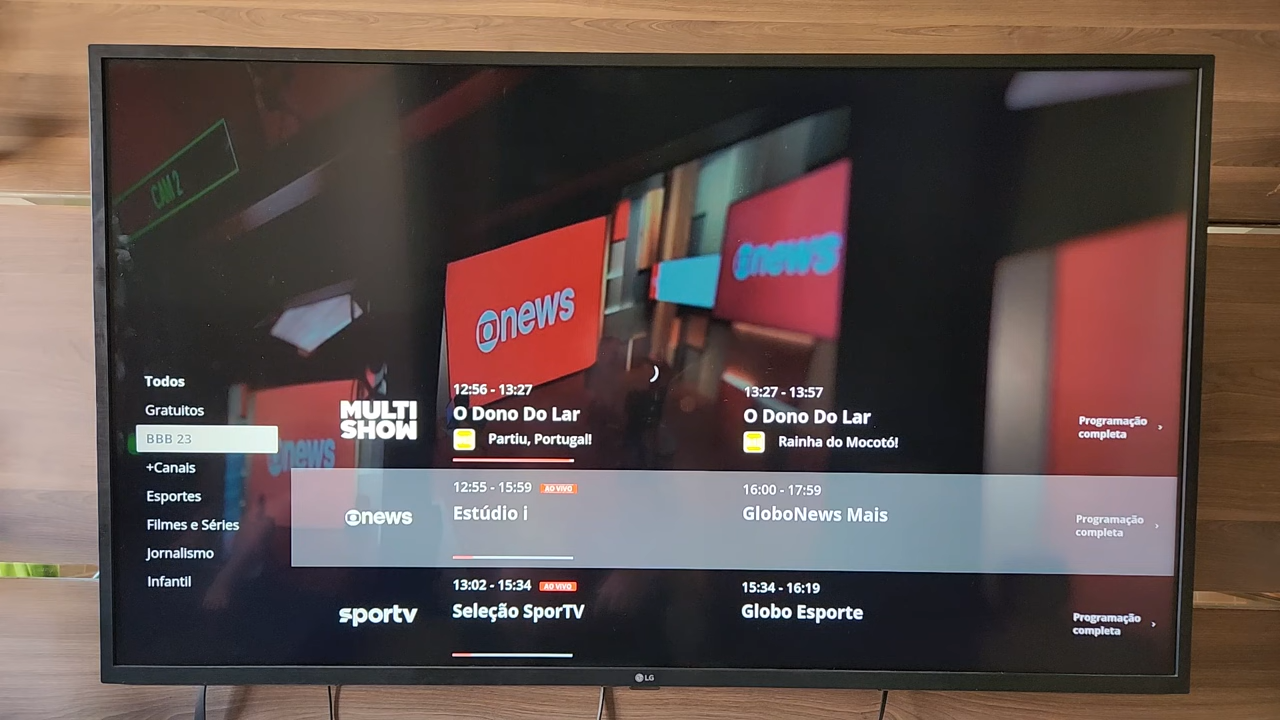 CAM 2
news
news
news
Todos
Gratuitos
BBB 23
+Canais
Esportes
Filmes e Séries
Jornalismo
Infantil
MULTI
SHOW
12:56 - 13:27
O Dono Do Lar
Partiu, Portugal!
13:27 - 13:57
O Dono Do Lar
Rainha do Mocotó!
Programação
completa
news
12:55 - 15:59 AO VIVO
Estúdio i
16:00 - 17:59
GloboNews Mais
Programação
completa
sportv
13:02 - 15:34 AO VIVO
Seleção SporTV
15:34 - 16:19
Globo Esporte
Programação
completa
LG